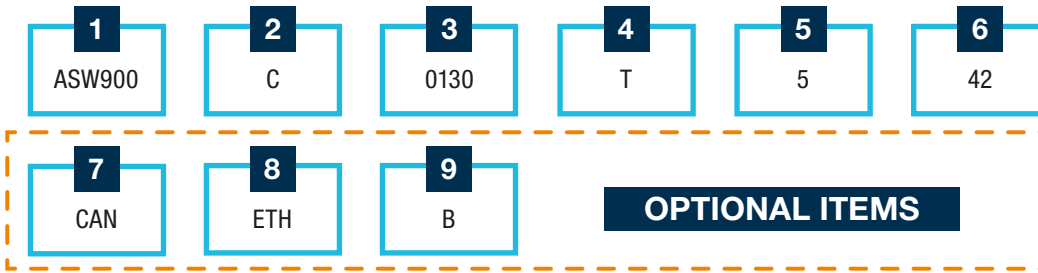 1 2 3 4 5 6
ASW900 C 0130 T 5 42
7 8 9
CAN ETH B
OPTIONAL ITEMS